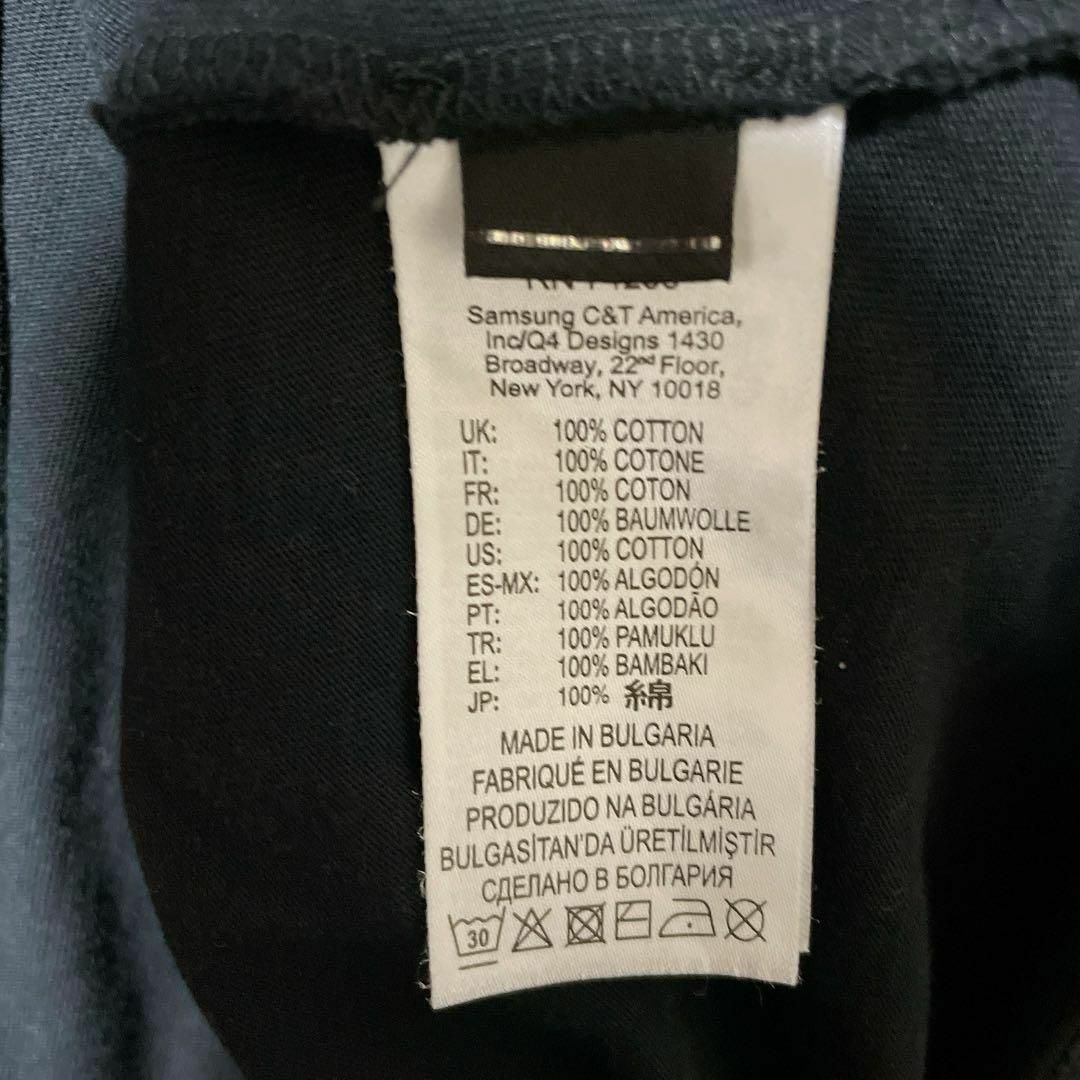 Samsung C&T America,
Inc/Q4 Designs 1430
Broadway, 22nd Floor,
New York, NY 10018
UK: 100% COTTON
IT: 100% COTONE
FR: 100% COTON
DE: 100% BAUMWOLLE
US: 100% COTTON
ES-MX: 100% ALGODÓN
PT: 100% ALGODÃO
TR: 100% PAMUKLU
EL: 100% BAMBAKI
JP: 100% 綿
MADE IN BULGARIA
FABRIQUÉ EN BULGARIE
PRODUZIDO NA BULGÁRIA
BULGASİTAN'DA ÜRETİLMİŞTİR
СДЕЛАНО В БОЛГАРИЯ
30